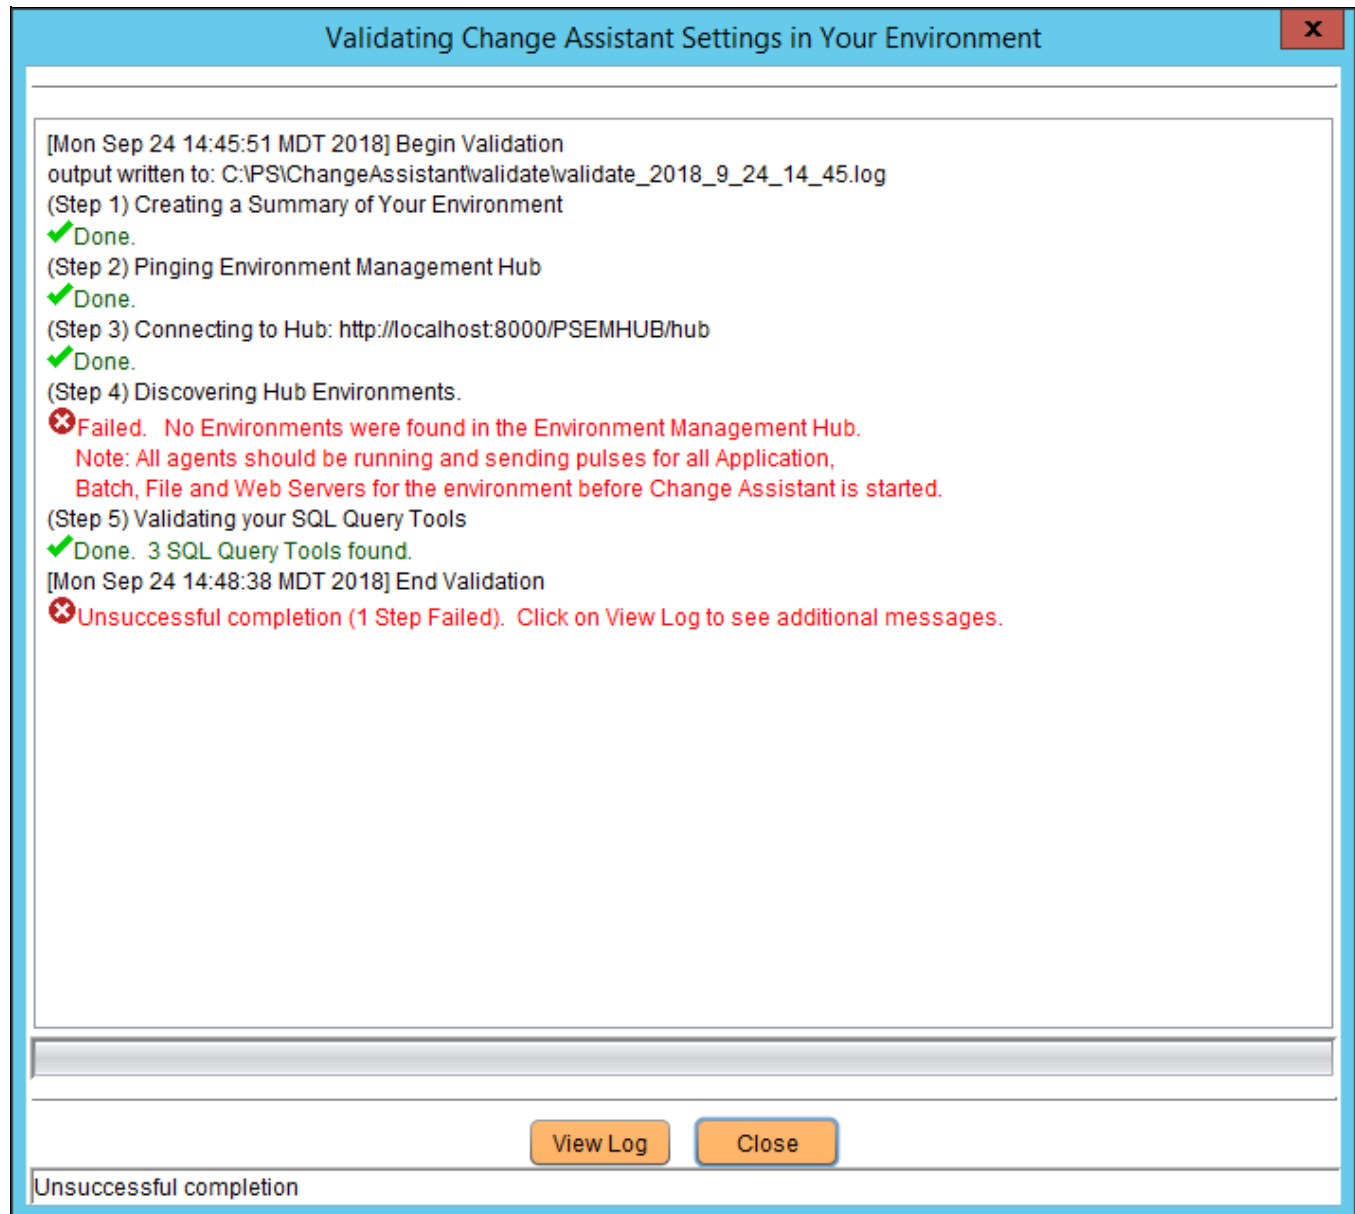 Validating Change Assistant Settings in Your Environment
x
[Mon Sep 24 14:45:51 MDT 2018] Begin Validation
output written to: C:\PS\ChangeAssistant\validate\validate_2018_9_24_14_45.log
(Step 1) Creating a Summary of Your Environment
Done.
(Step 2) Pinging Environment Management Hub
Done.
(Step 3) Connecting to Hub: http://localhost:8000/PSEMHUB/hub
Done.
(Step 4) Discovering Hub Environments.
Failed. No Environments were found in the Environment Management Hub.
Note: All agents should be running and sending pulses for all Application,
Batch, File and Web Servers for the environment before Change Assistant is started.
(Step 5) Validating your SQL Query Tools
Done. 3 SQL Query Tools found.
[Mon Sep 24 14:48:38 MDT 2018] End Validation
Unsuccessful completion (1 Step Failed). Click on View Log to see additional messages.
View Log
Close
Unsuccessful completion